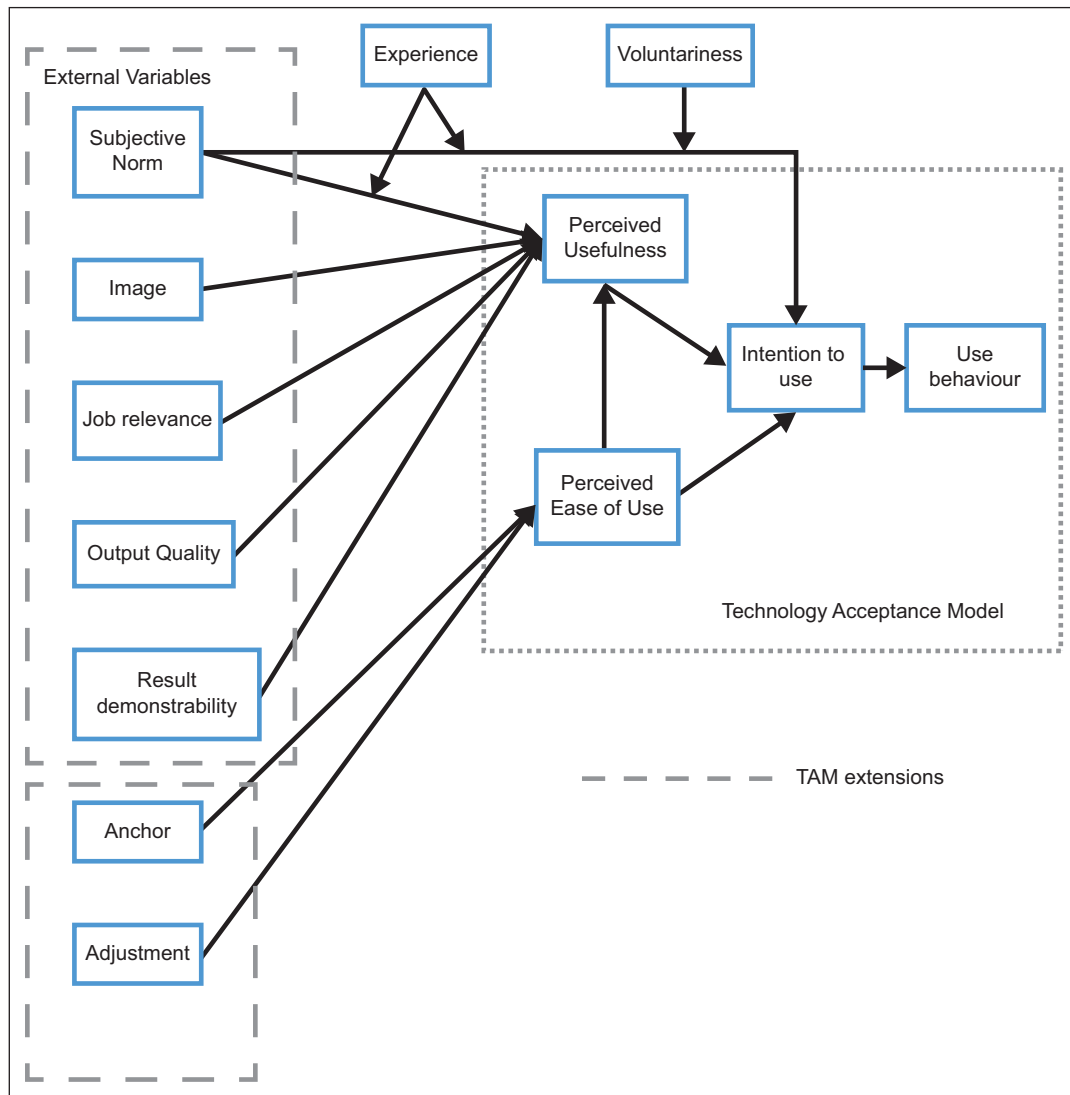 External Variables
Experience
Voluntariness
Subjective
Norm
Image
Job relevance
Output Quality
Result
demonstrability
Anchor
Adjustment
Perceived
Usefulness
Intention to
use
Use
behaviour
Perceived
Ease of Use
Technology Acceptance Model
TAM extensions